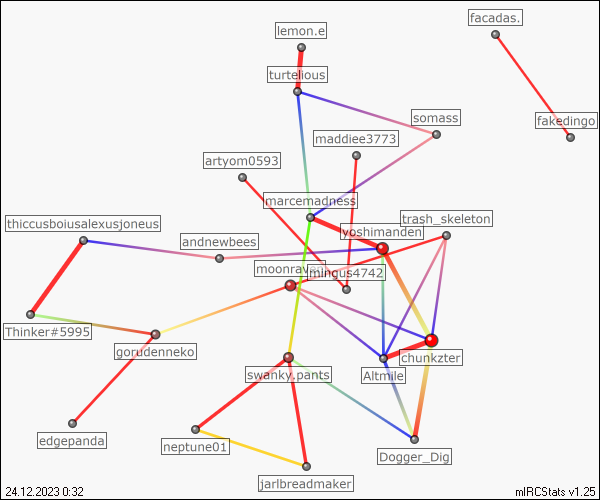 facadas.
lemon.e
turtelious
somass
fakedingo
maddiee3773
artyom0593
marcemadness
thiccusboiusalexusjoneus
trash_skeleton
yoshimanden
andnewbees
mingus4742
Thinker#5995
gorudenneko
chunkzter
swanky.pants
Altmile
edgepanda
neptune01
Dogger_Dig
jarlbreadmaker
24.12.2023 0:32
mIRCStats v1.25